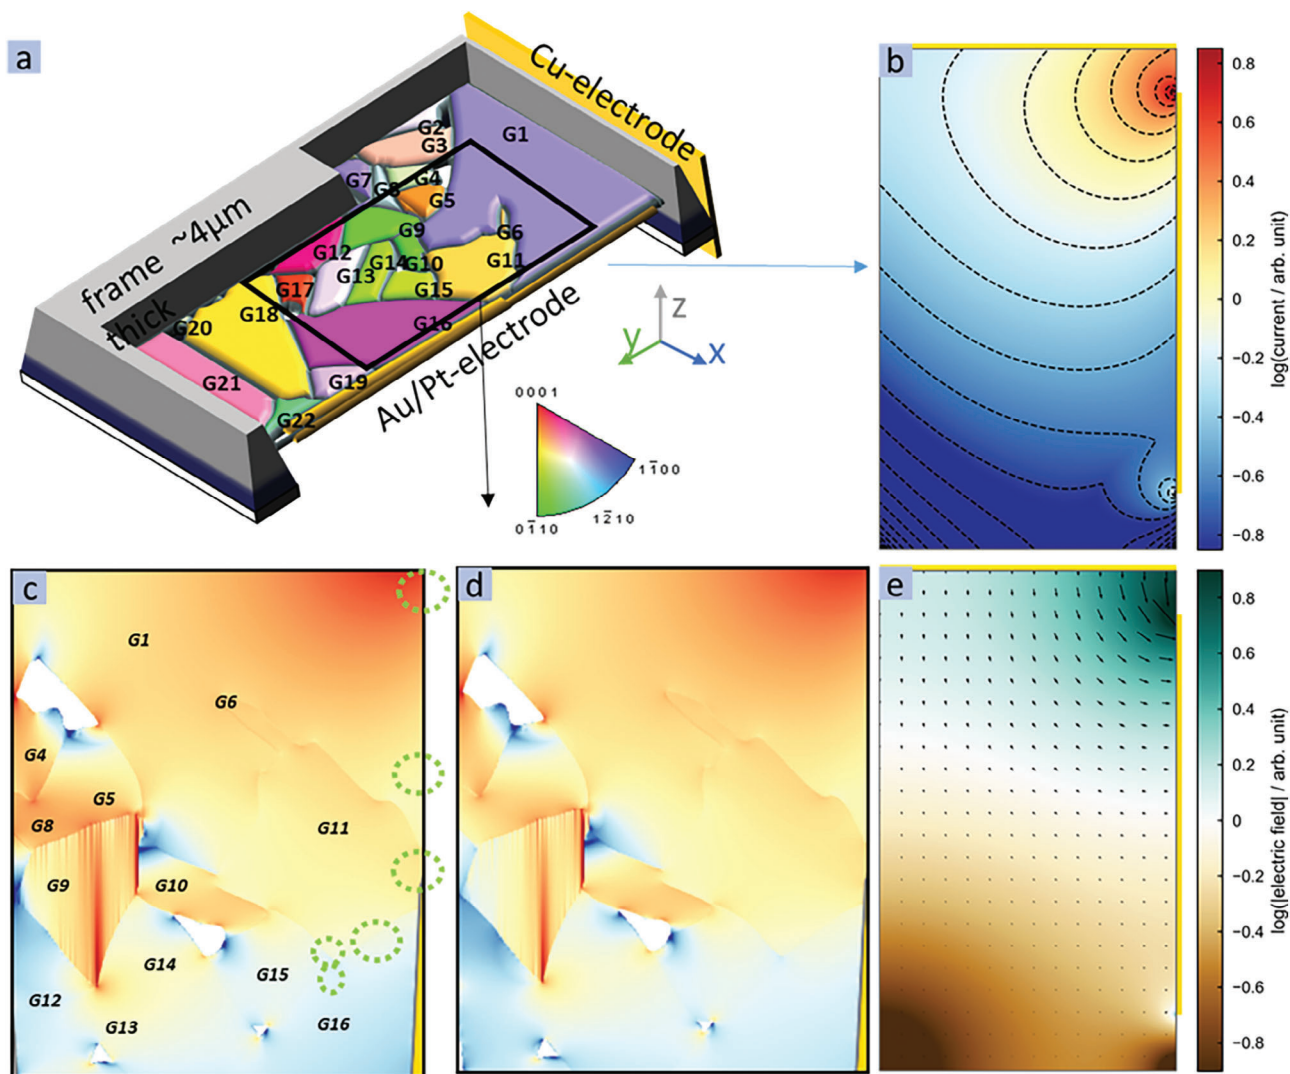 a
Cu-electrode
G1
G2
G3
G4
G5
G6
G7
G8
G9
G10
G11
G12
G13
G14
G15
G16
G17
G18
G19
G20
G21
G22
frame ~4μm
thick
Au/Pt-electrode
z
y
x
0001
11̄00
12̄10
01̄10
b
0.8
0.6
0.4
0.2
0
−0.2
−0.4
−0.6
−0.8
log(current / arb. unit)
c
G1
G6
G4
G5
G8
G11
G9
G10
G14
G15
G12
G13
G16
d
e
0.8
0.6
0.4
0.2
0
−0.2
−0.4
−0.6
−0.8
log(|electric field| / arb. unit)